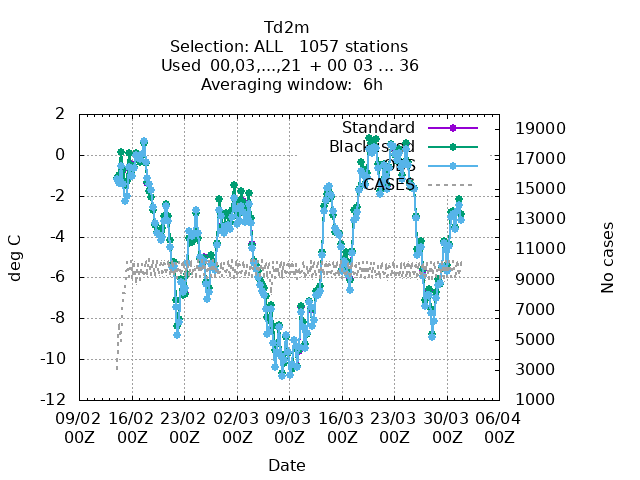 Td2m
Selection: ALL   1057 stations
Used  00,03,...,21  + 00 03 ... 36
Averaging window:  6h
2
0
-2
-4
-6
-8
-10
-12
19000
17000
15000
13000
11000
9000
7000
5000
3000
1000
Standard
CASES
deg C
No cases
09/02 16/02 23/02 02/03 09/03 16/03 23/03 30/03 06/04
00Z 00Z 00Z 00Z 00Z 00Z 00Z 00Z 00Z
Date